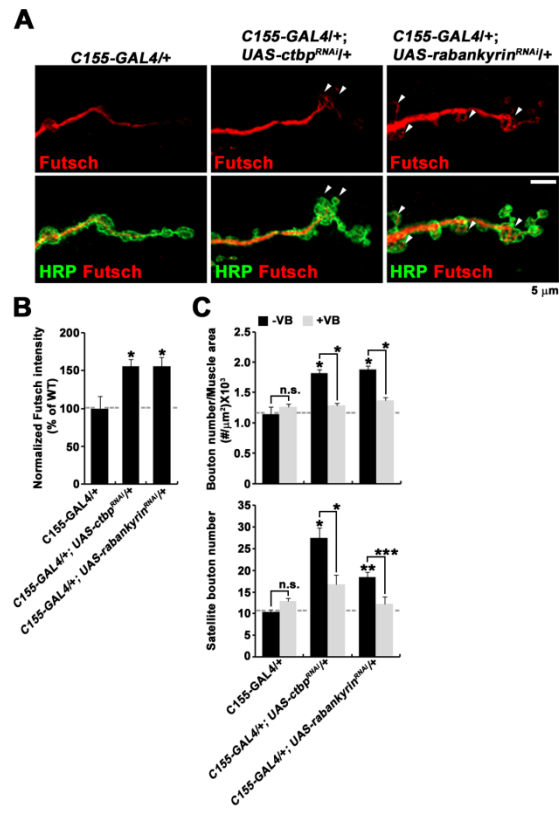 A
C155-GAL4/+
C155-GAL4/+;
UAS-ctbpRNAi/+
C155-GAL4/+;
UAS-rabankyrinRNAi/+
Futsch
Futsch
Futsch
HRP Futsch
HRP Futsch
HRP Futsch
5 μm
B
Normalized Futsch intensity
(% of WT)
200
150
100
50
0
*
*
C155-GAL4/+
C155-GAL4/+; UAS-ctbpRNAi/+
C155-GAL4/+; UAS-rabankyrinRNAi/+
C
-VB
+VB
Bouton number/Muscle area
(#/μm2)X103
2.5
2.0
1.5
1.0
0.5
0
n.s.
*
*
*
*
Satellite bouton number
35
30
25
20
15
10
5
0
n.s.
*
*
**
***
C155-GAL4/+
C155-GAL4/+; UAS-ctbpRNAi/+
C155-GAL4/+; UAS-rabankyrinRNAi/+